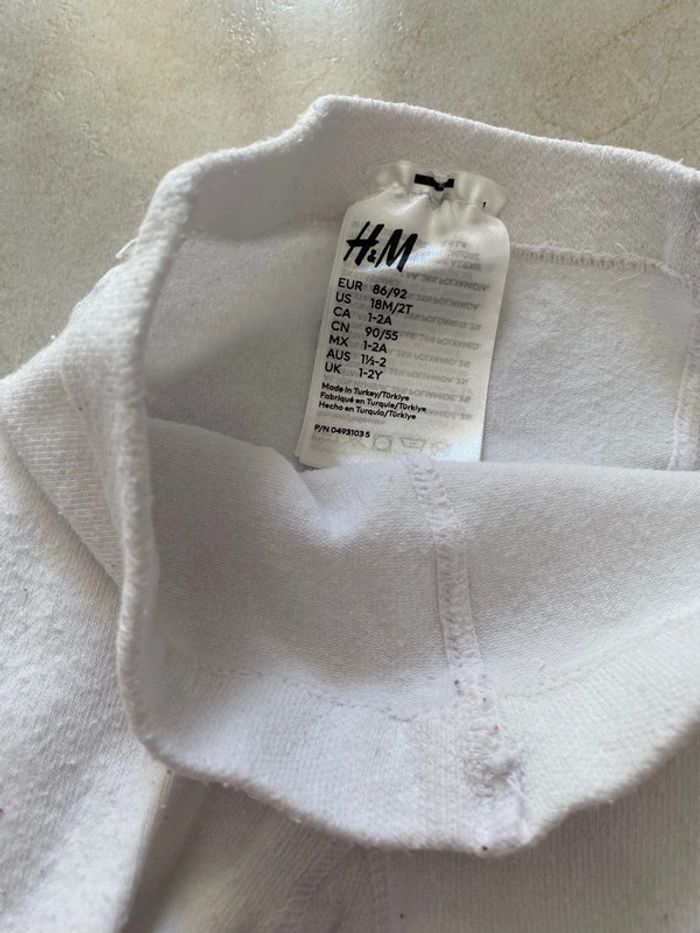 H&M
EUR 86/92
US 18M/2T
CA 1-2A
CN 90/55
MX 1-2A
AUS 1½-2
UK 1-2Y
Made in Turkey/Türkiye
Fabriqué en Turquie/Türkiye
Hecho en Turquía/Türkiye
P/N 0493103 5